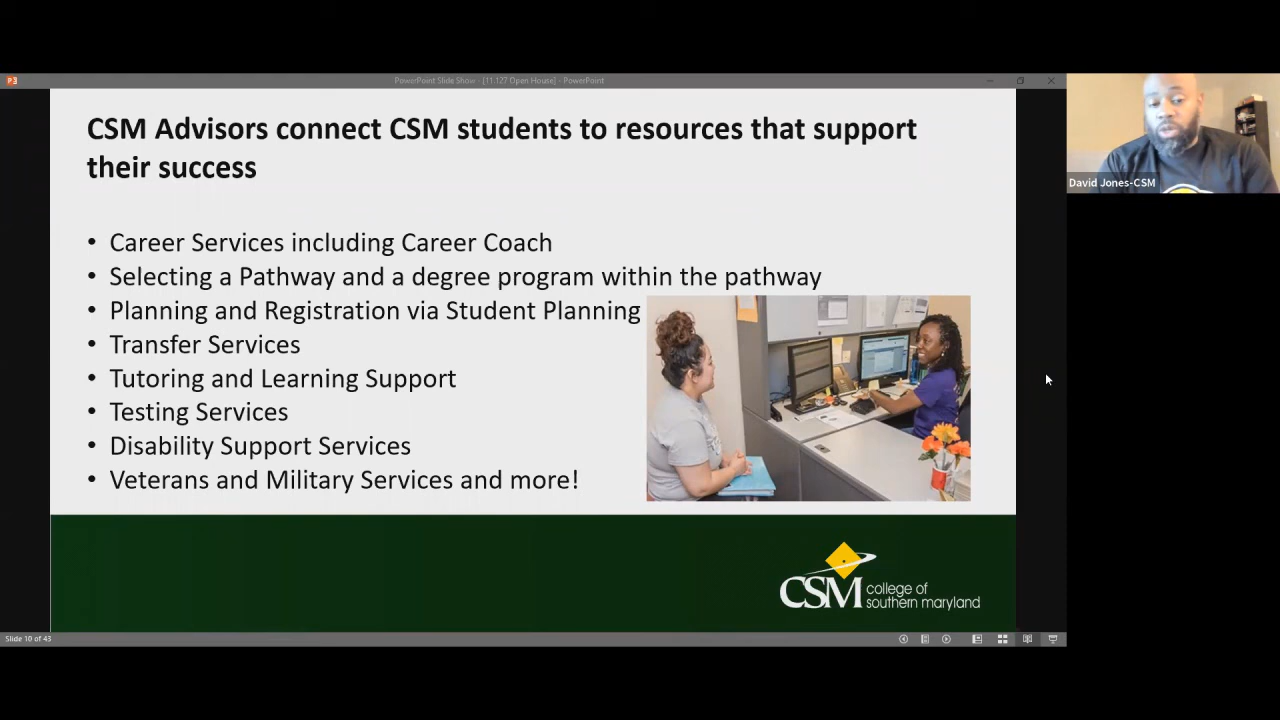 PowerPoint Slide Show - [11.127 Open House] - PowerPoint
CSM Advisors connect CSM students to resources that support
their success
• Career Services including Career Coach
• Selecting a Pathway and a degree program within the pathway
• Planning and Registration via Student Planning
• Transfer Services
• Tutoring and Learning Support
• Testing Services
• Disability Support Services
• Veterans and Military Services and more!
CSM college of
southern maryland
Slide 10 of 43
David Jones-CSM